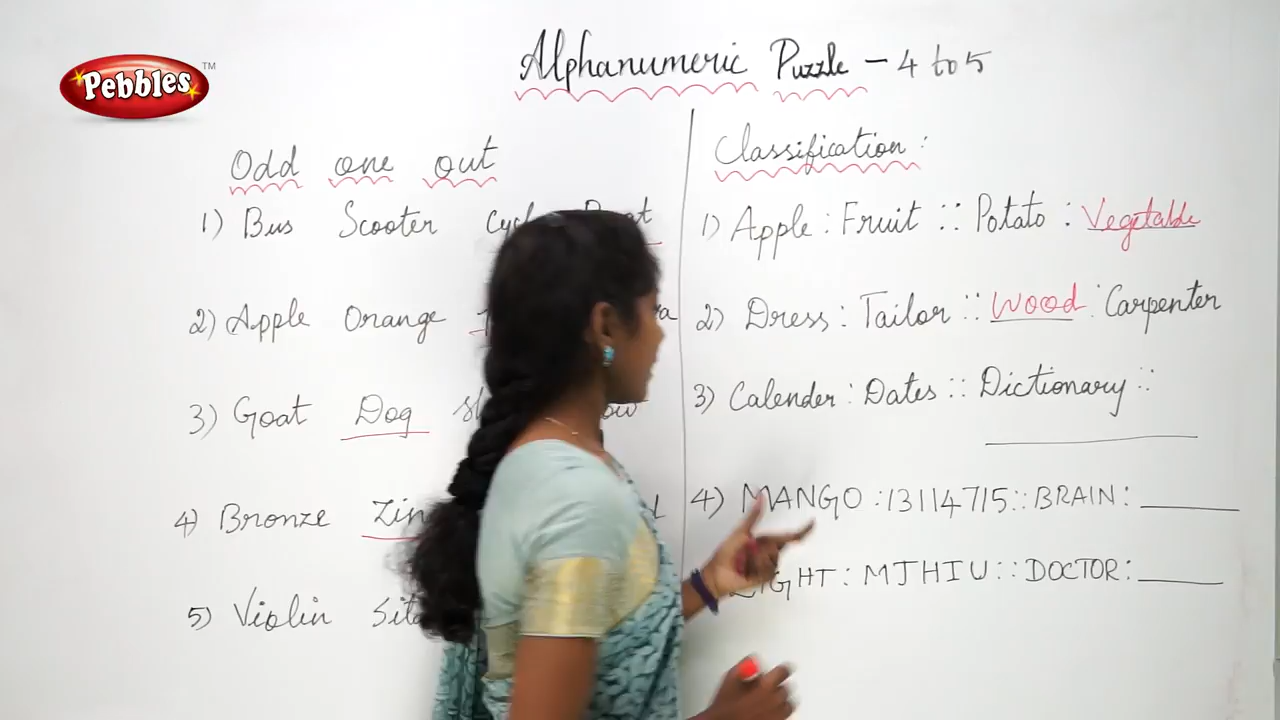 Pebbles TM
Alphanumeric Puzzle - 4 to 5
Odd one out
1) Bus Scooter
2) Apple Orange
3) Goat Dog
4) Bronze
5) Violin
Classification :
1) Apple : Fruit :: Potato : Vegetable
2) Dress : Tailor :: Wood : Carpenter
3) Calender : Dates :: Dictionary ::
4) MANGO : 13114715 :: BRAIN :
LIGHT : MJHIU :: DOCTOR :